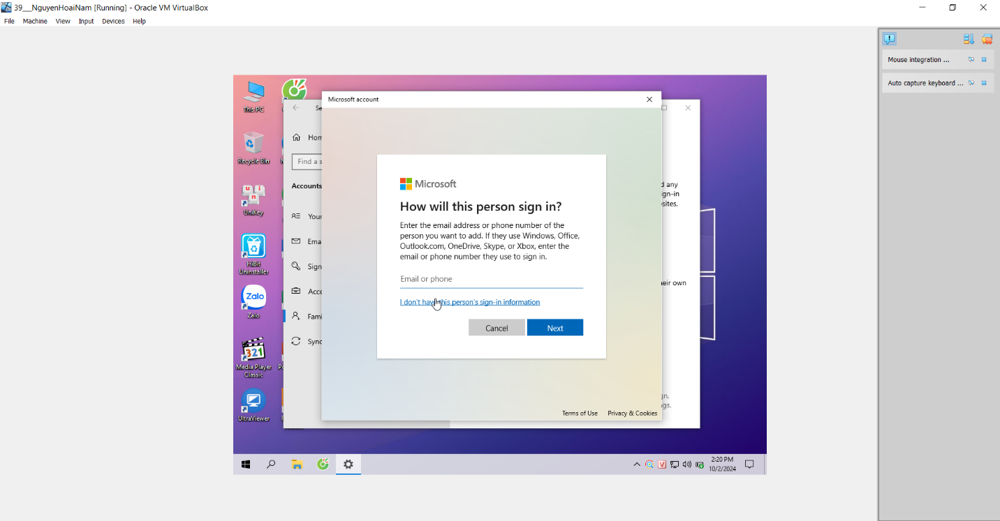 39__NguyenHoaiNam [Running] - Oracle VM VirtualBox
File Machine View Input Devices Help
Mouse integration ...
Auto capture keyboard ...
This PC
Recycle Bin
UniKey
HiBit
Uninstaller
Zalo
Zalo
321
Media Player
Classic
UltraViewer
Microsoft account
Find a s
Accounts
Your
Ema
Sign
Acce
Fami
Sync
Microsoft
How will this person sign in?
Enter the email address or phone number of the
person you want to add. If they use Windows, Office,
Outlook.com, OneDrive, Skype, or Xbox, enter the
email or phone number they use to sign in.
Email or phone
I don't have this person's sign-in information
Cancel Next
Terms of Use Privacy & Cookies
d any
gn-in
sites.
eir own
gs.
V
2:20 PM
10/2/2024